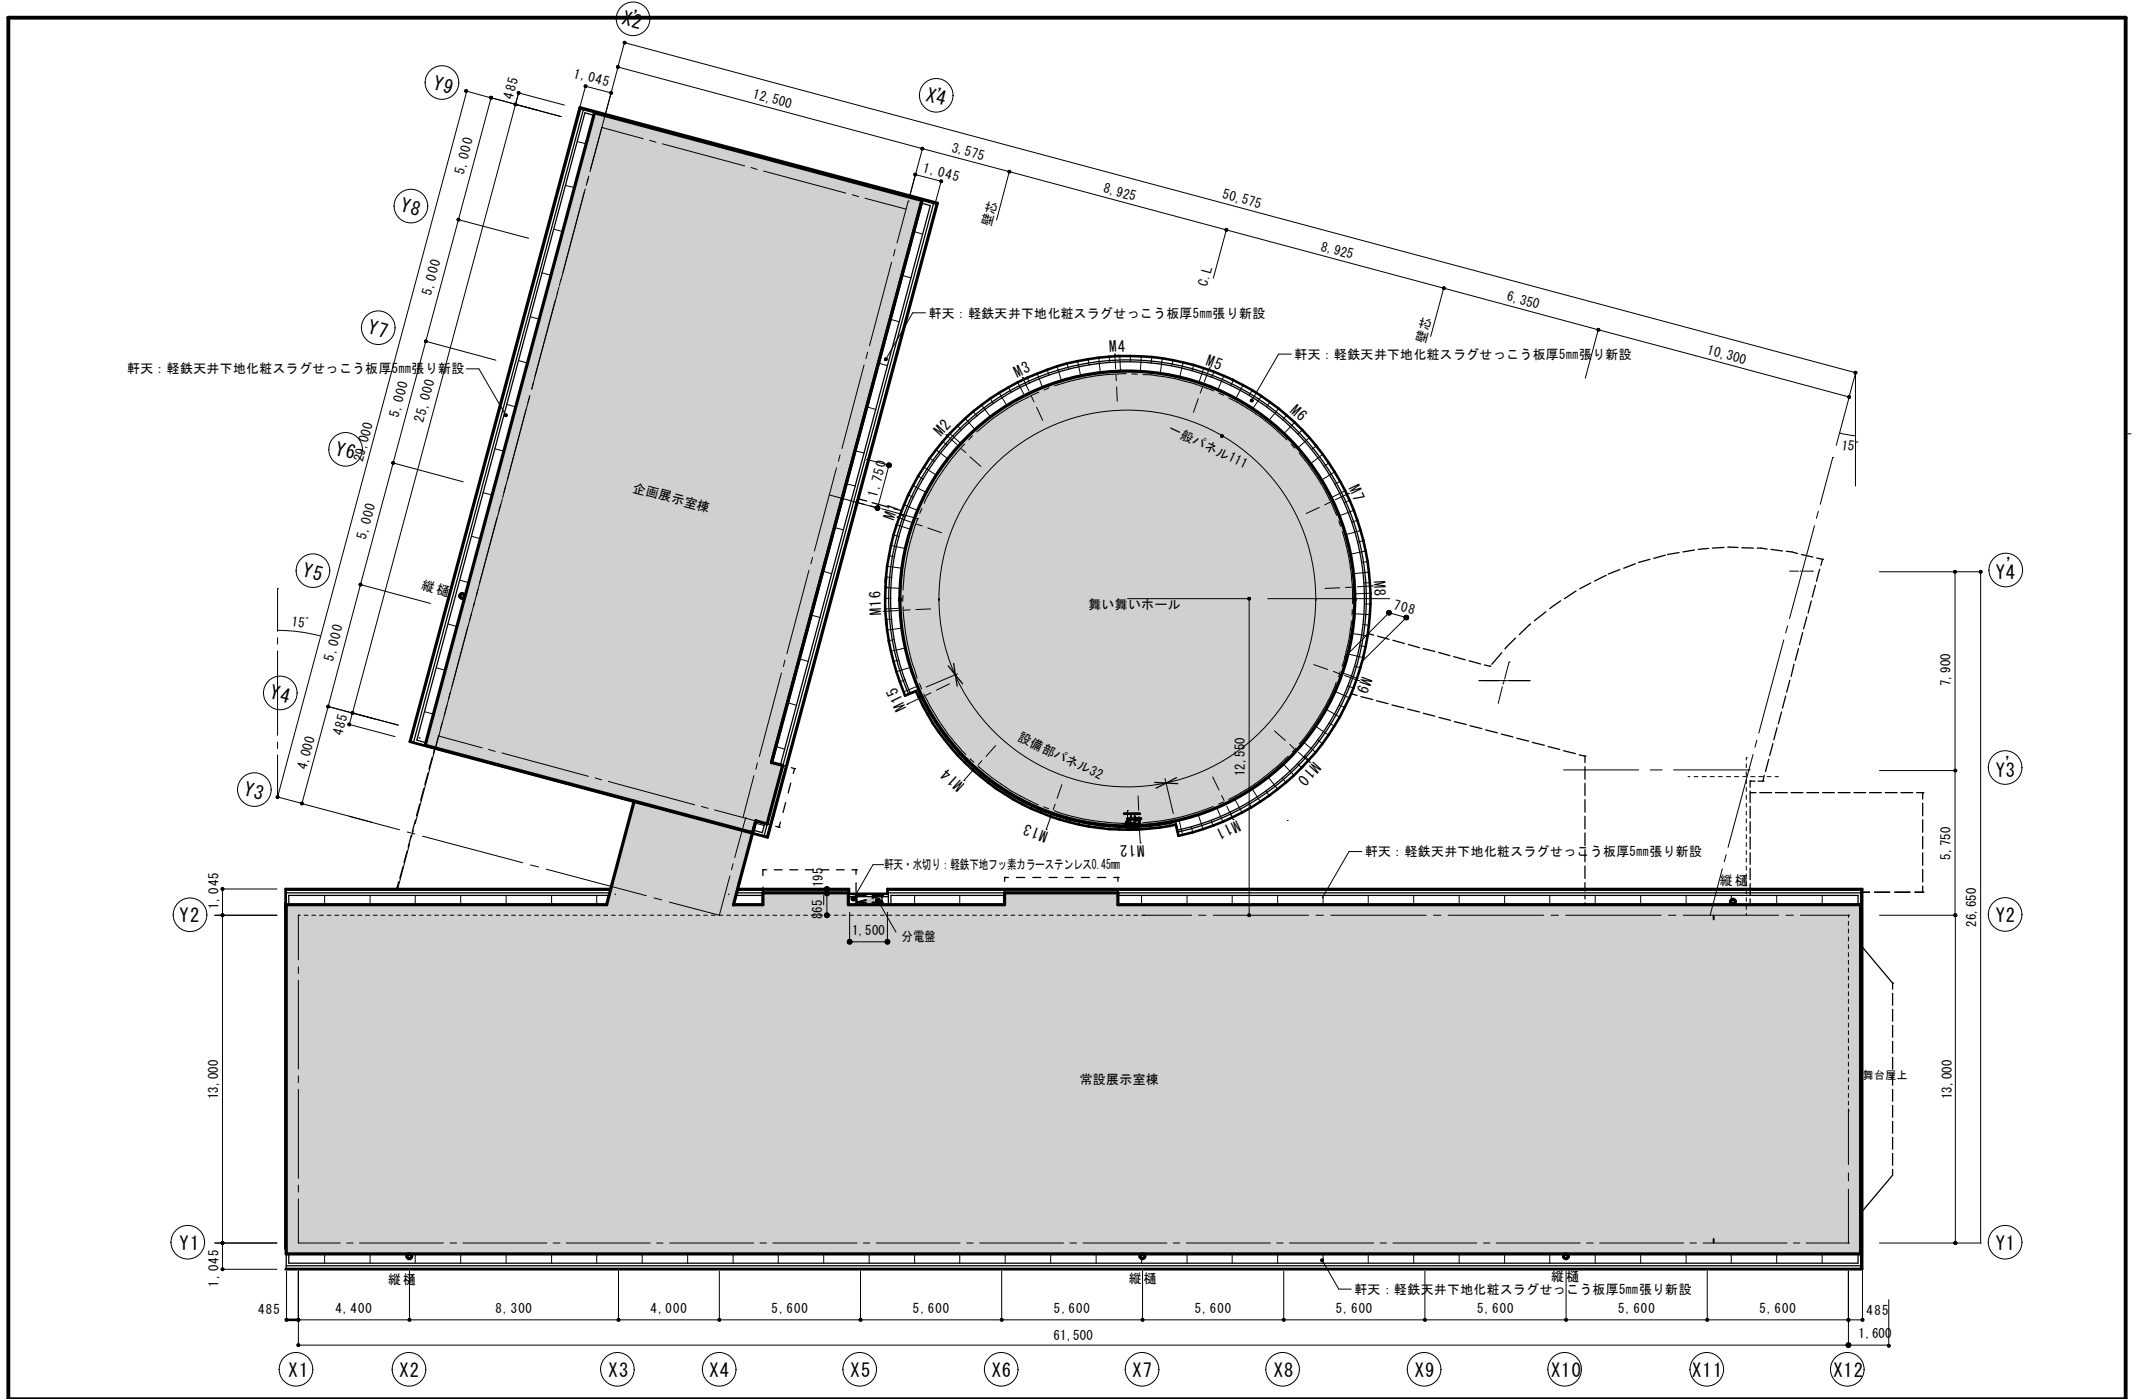 X'2
Y9
485
1,045
12,500
X'4
5,000
3,575
1,045
Y8
8,925
50,575
壁芯
5,000
8,925
C.L
6,350
Y7
軒天：軽鉄天井下地化粧スラグせっこう板厚5mm張り新設
壁芯
10,300
軒天：軽鉄天井下地化粧スラグせっこう板厚5mm張り新設
軒天：軽鉄天井下地化粧スラグせっこう板厚5mm張り新設
M4
M3
M5
5,000
25,000
29,000
M6
M2
一般パネル111
15°
Y6
1,750
企画展示室棟
M7
M1
5,000
Y5
縦樋
Y'4
M16
舞い舞いホール
M8
708
15°
5,000
Y4
M15
M9
7,900
485
4,000
設備部パネル32
12,550
Y3
M14
M10
Y'3
M13
M12
M11
5,750
軒天・水切り：軽鉄下地フッ素カラーステンレス0.45mm
軒天：軽鉄天井下地化粧スラグせっこう板厚5mm張り新設
縦樋
1,045
195
865
Y2
1,500
分電盤
26,650
Y2
13,000
常設展示室棟
舞台屋上
13,000
Y1
Y1
1,045
縦樋
縦樋
縦樋
軒天：軽鉄天井下地化粧スラグせっこう板厚5mm張り新設
485
4,400
8,300
4,000
5,600
5,600
5,600
5,600
5,600
5,600
5,600
5,600
485
61,500
1,600
X1
X2
X3
X4
X5
X6
X7
X8
X9
X10
X11
X12